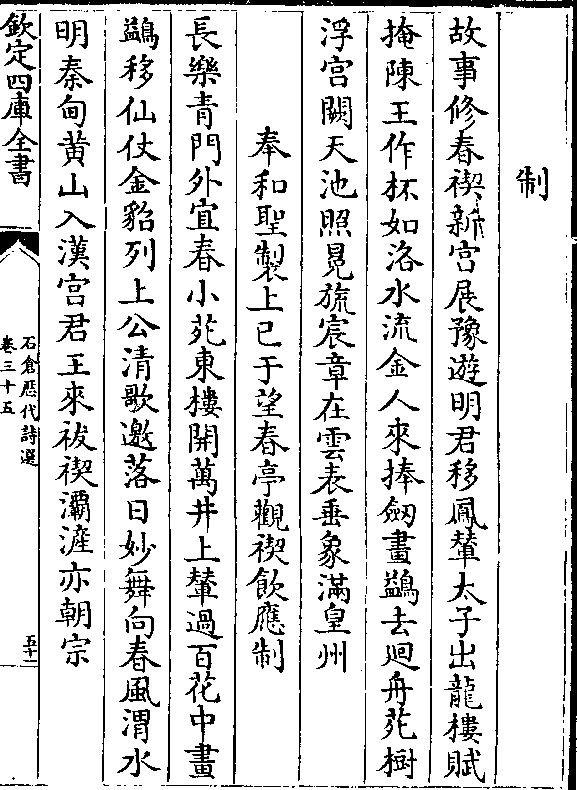 制
故事修春禊新宫展豫遊明君移鳳輦太子出龍樓賦
掩陳王作杯如洛水流金人來捧劒畫鷁去廻舟苑樹
浮宫闕天池照冕旒宸章在雲表垂象滿皇州
奉和聖製上巳于望春亭觀禊飲應制
長樂青門外宜春小苑東樓開萬井上輦過百花中畫
鷁移仙仗金貂列上公清歌邀落日妙舞向春風渭水
明秦甸黄山入漢宫君王來祓禊灞滻亦朝宗
欽定四庫全書
石倉歴代詩選
卷三十五
五十二